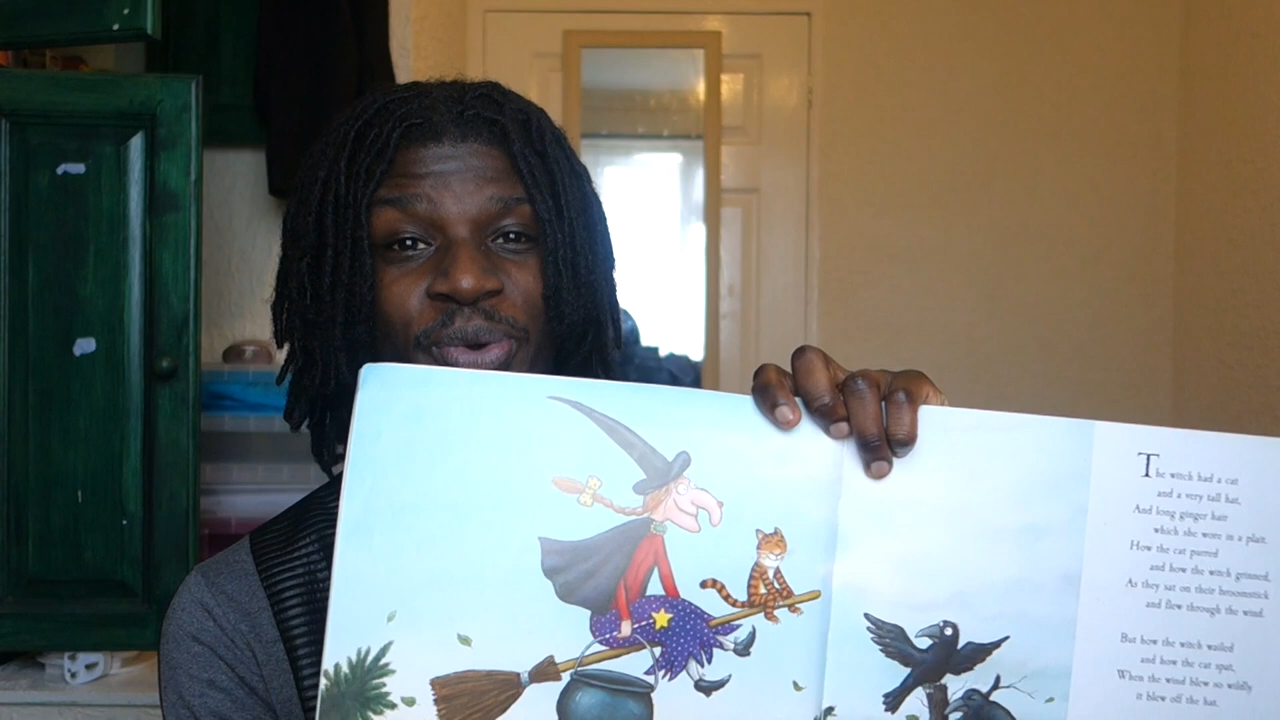 The witch had a cat
and a very tall hat,
And long ginger hair
which she wore in a plait.
How the cat purred
and how the witch grinned,
As they sat on their broomstick
and flew through the wind.
But how the witch wailed
and how the cat spat,
When the wind blew so wildly
it blew off the hat.